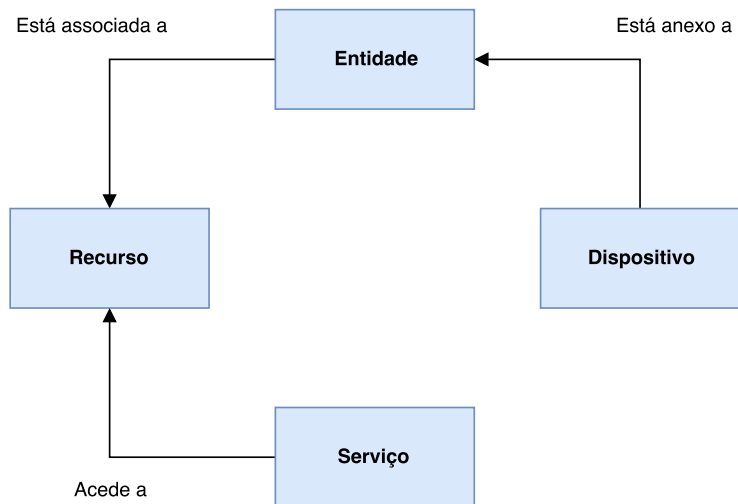 Está associada a
Entidade
Está anexo a
Recurso
Dispositivo
Serviço
Acede a